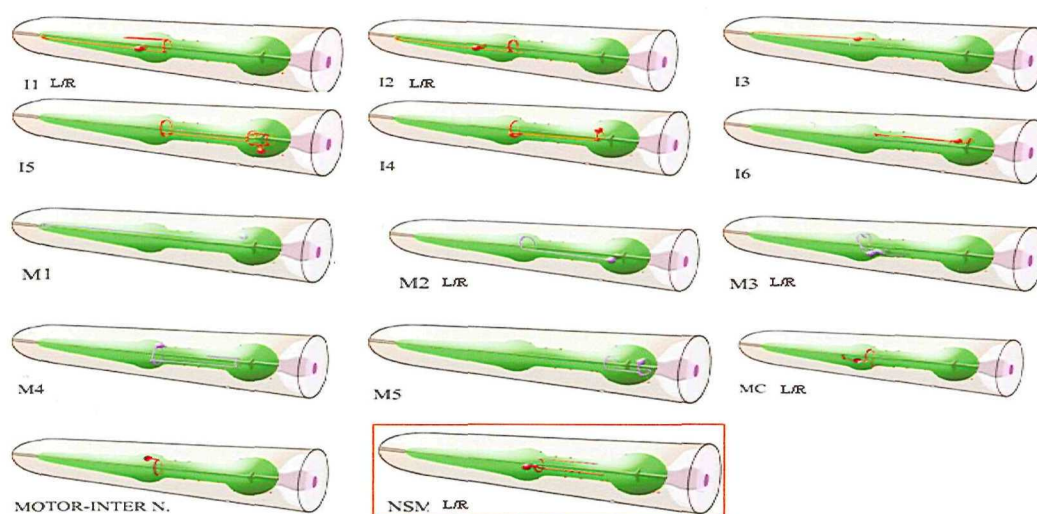 I1 L/R
I2 L/R
I3
I5
I4
I6
M1
M2 L/R
M3 L/R
M4
M5
MC L/R
MOTOR-INTER N.
NSM L/R